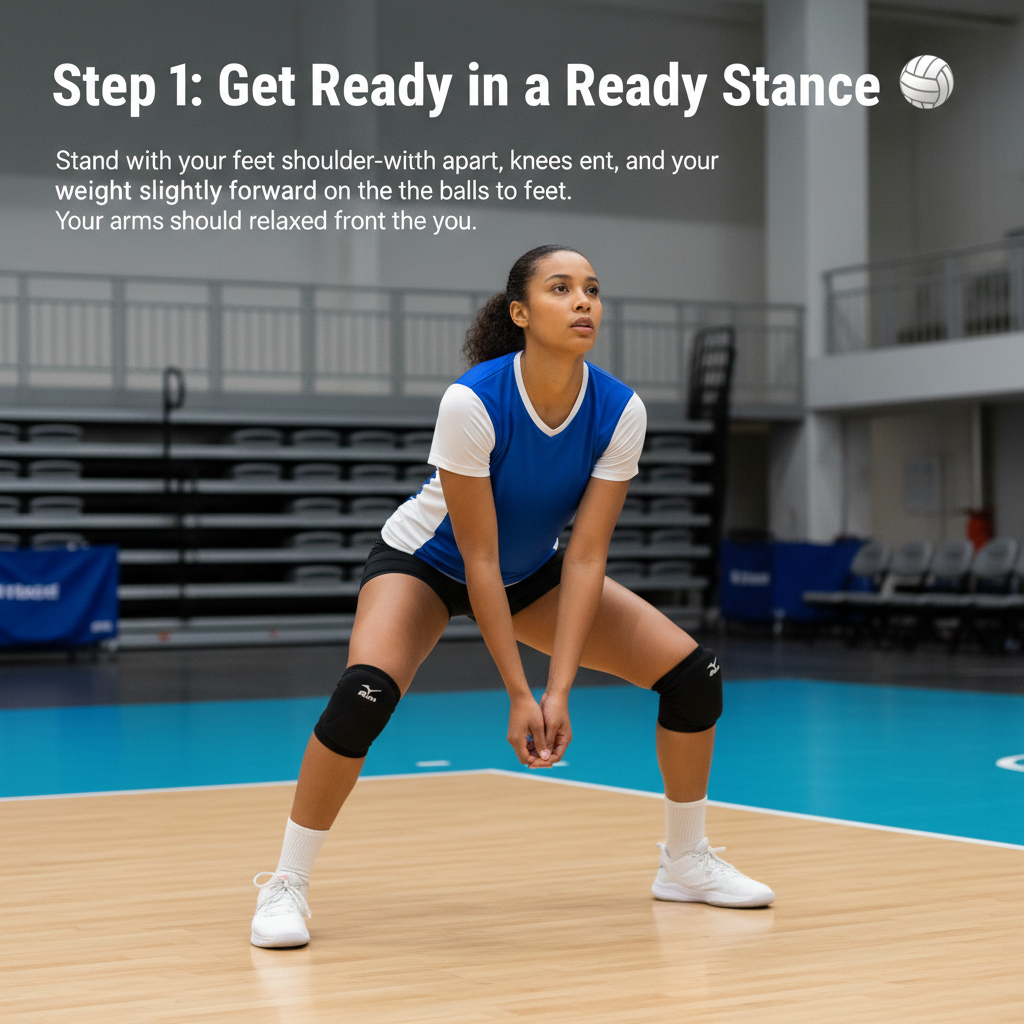 Step 1: Get Ready in a Ready Stance
Stand with your feet shoulder-with apart, knees ent, and your
weight slightly forward on the the balls to feet.
Your arms should relaxed front the you.